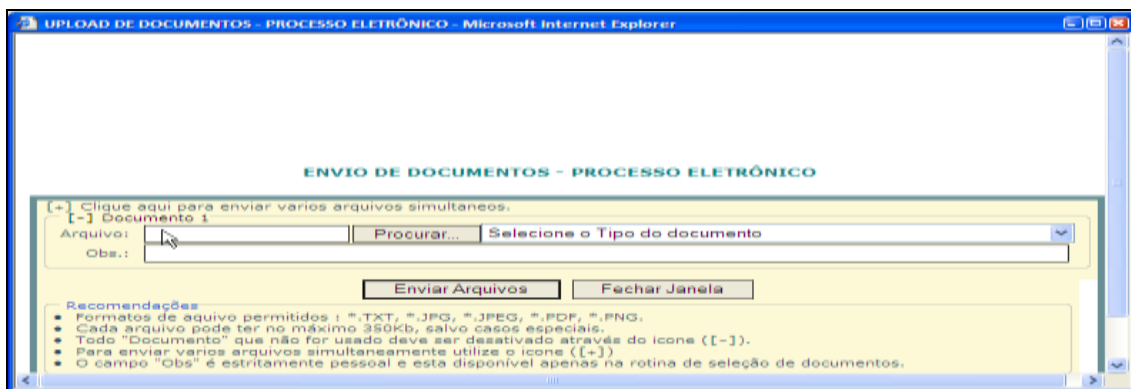 UPLOAD DE DOCUMENTOS - PROCESSO ELETRÔNICO - Microsoft Internet Explorer
ENVIO DE DOCUMENTOS - PROCESSO ELETRÔNICO
[+] Clique aqui para enviar varios arquivos simultaneos.
[-] Documento 1
Arquivo: Procurar... Selecione o Tipo do documento
Obs.:
Enviar Arquivos Fechar Janela
Recomendações
• Formatos de aquivo permitidos : *.TXT, *.JPG, *.JPEG, *.PDF, *.PNG.
• Cada arquivo pode ter no máximo 350Kb, salvo casos especiais.
• Todo "Documento" que não for usado deve ser desativado através do icone ([-]).
• Para enviar varios arquivos simultaneamente utilize o icone ([+])
• O campo "Obs" é estritamente pessoal e esta disponível apenas na rotina de seleção de documentos.